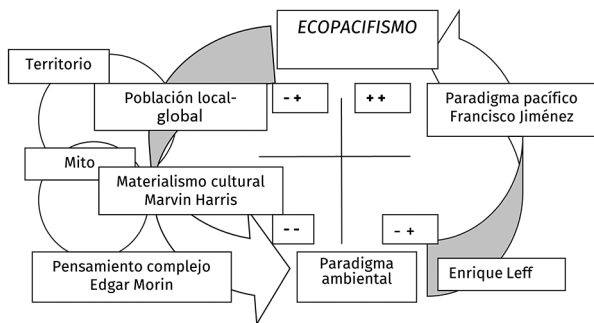 ECOPACIFISMO
Territorio
Población local-
global
- +
+ +
Paradigma pacífico
Francisco Jiménez
Mito
Materialismo cultural
Marvin Harris
- -
- +
Pensamiento complejo
Edgar Morin
Paradigma
ambiental
Enrique Leff